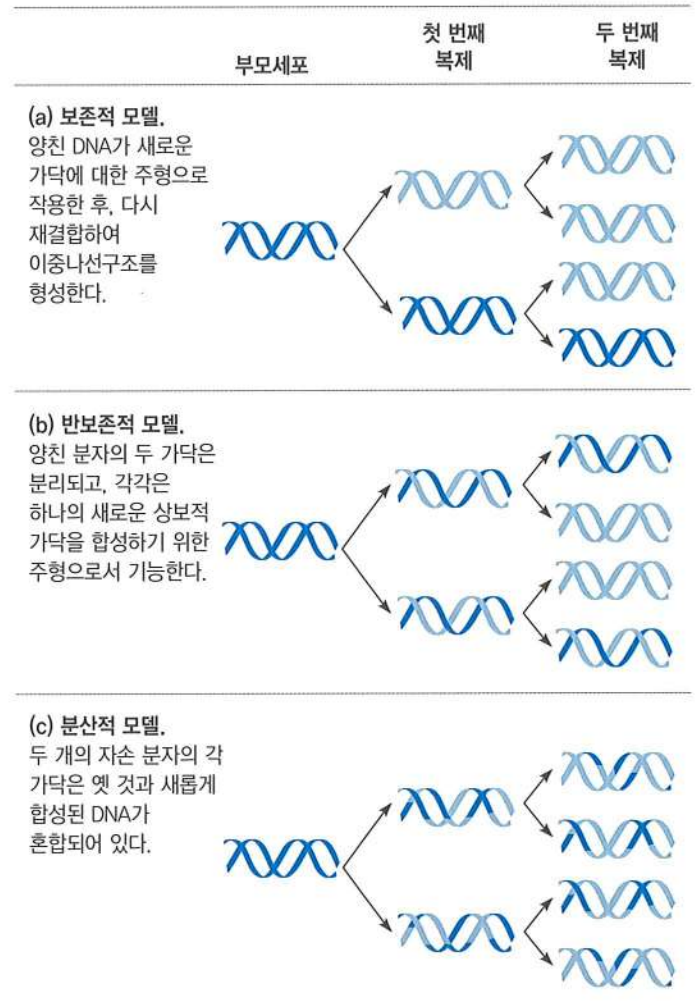 부모세포
첫 번째
복제
두 번째
복제
(a) 보존적 모델.
양친 DNA가 새로운
가닥에 대한 주형으로
작용한 후, 다시
재결합하여
이중나선구조를
형성한다.
(b) 반보존적 모델.
양친 분자의 두 가닥은
분리되고, 각각은
하나의 새로운 상보적
가닥을 합성하기 위한
주형으로서 기능한다.
(c) 분산적 모델.
두 개의 자손 분자의 각
가닥은 옛 것과 새롭게
합성된 DNA가
혼합되어 있다.